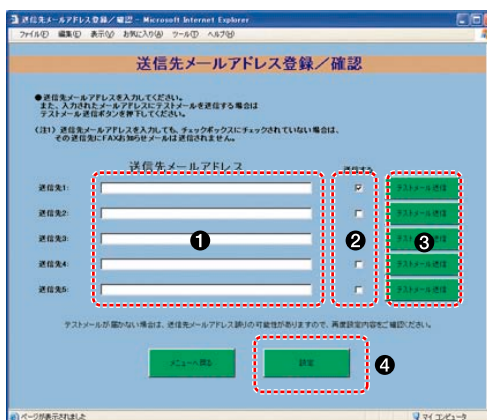 送信先メールアドレス登録／確認 - Microsoft Internet Explorer
ファイル(F) 編集(E) 表示(V) お気に入り(A) ツール(T) ヘルプ(H)
送信先メールアドレス登録／確認
●送信先メールアドレスを入力してください。
また、入力されたメールアドレスにテストメールを送信する場合は
テストメール送信ボタンを押下してください。
(注1) 送信先メールアドレスを入力しても、チェックボックスにチェックされていない場合は、
その送信先にFAXお知らせメールは送信されません。
送信先メールアドレス 送信する
送信先1: テストメール送信
送信先2: テストメール送信
送信先3: テストメール送信
送信先4: テストメール送信
送信先5: テストメール送信
❶ ❷ ❸
テストメールが届かない場合は、送信先メールアドレス誤りの可能性がありますので、再度設定内容をご確認ください。
メニューへ戻る 設定 ❹
ページが表示されました マイ コンピュータ